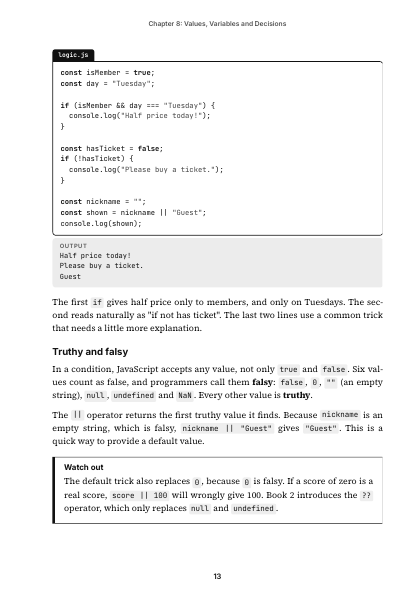 Chapter 8: Values, Variables and Decisions
logic.js
const isMember = true;
const day = "Tuesday";
if (isMember && day === "Tuesday") {
  console.log("Half price today!");
}
const hasTicket = false;
if (!hasTicket) {
  console.log("Please buy a ticket.");
}
const nickname = "";
const shown = nickname || "Guest";
console.log(shown);
OUTPUT
Half price today!
Please buy a ticket.
Guest
The first if gives half price only to members, and only on Tuesdays. The sec-
ond reads naturally as "if not has ticket". The last two lines use a common trick
that needs a little more explanation.
Truthy and falsy
In a condition, JavaScript accepts any value, not only true and false. Six val-
ues count as false, and programmers call them falsy: false, 0, "" (an empty
string), null, undefined and NaN. Every other value is truthy.
The || operator returns the first truthy value it finds. Because nickname is an
empty string, which is falsy, nickname || "Guest" gives "Guest". This is a
quick way to provide a default value.
Watch out
The default trick also replaces 0, because 0 is falsy. If a score of zero is a
real score, score || 100 will wrongly give 100. Book 2 introduces the ??
operator, which only replaces null and undefined.
13